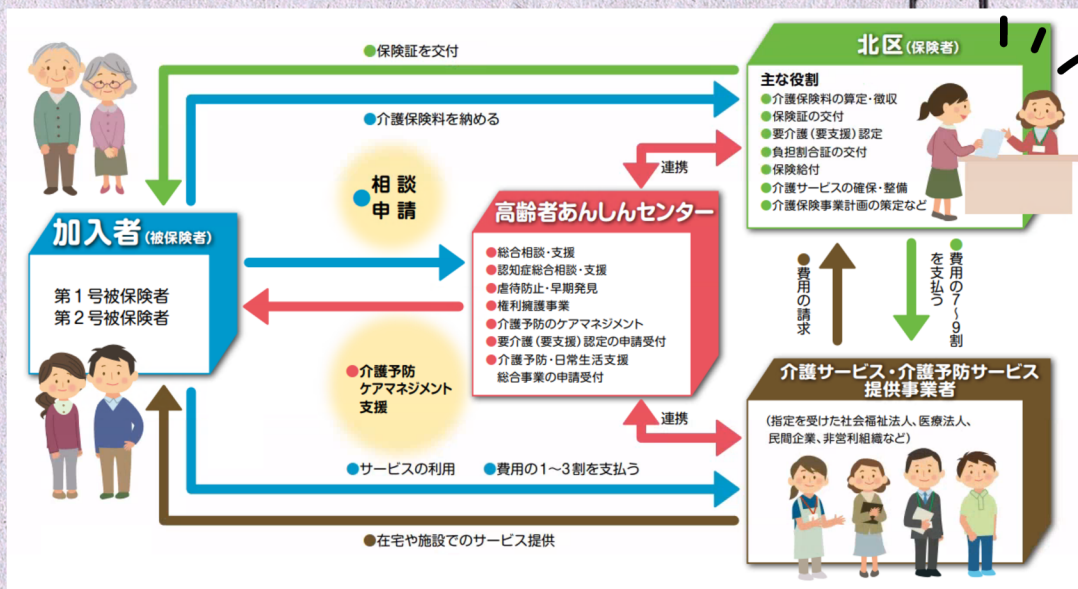 ●保険証を交付
●介護保険料を納める
北区(保険者)
主な役割
●介護保険料の算定・徴収
●保険証の交付
●要介護(要支援)認定
●負担割合証の交付
●保険給付
●介護サービスの確保・整備
●介護保険事業計画の策定など
連携
●相談
申請
加入者(被保険者)
第1号被保険者
第2号被保険者
高齢者あんしんセンター
●総合相談・支援
●認知症総合相談・支援
●虐待防止・早期発見
●権利擁護事業
●介護予防のケアマネジメント
●要介護(要支援)認定の申請受付
●介護予防・日常生活支援
総合事業の申請受付
●費用の請求
●費用の7〜9割
を支払う
●介護予防
ケアマネジメント
支援
連携
介護サービス・介護予防サービス
提供事業者
(指定を受けた社会福祉法人、医療法人、
民間企業、非営利組織など)
●サービスの利用 ●費用の1〜3割を支払う
●在宅や施設でのサービス提供